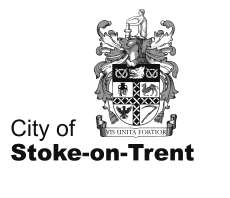 VIS UNITA FORTIOR
City of
Stoke-on-Trent